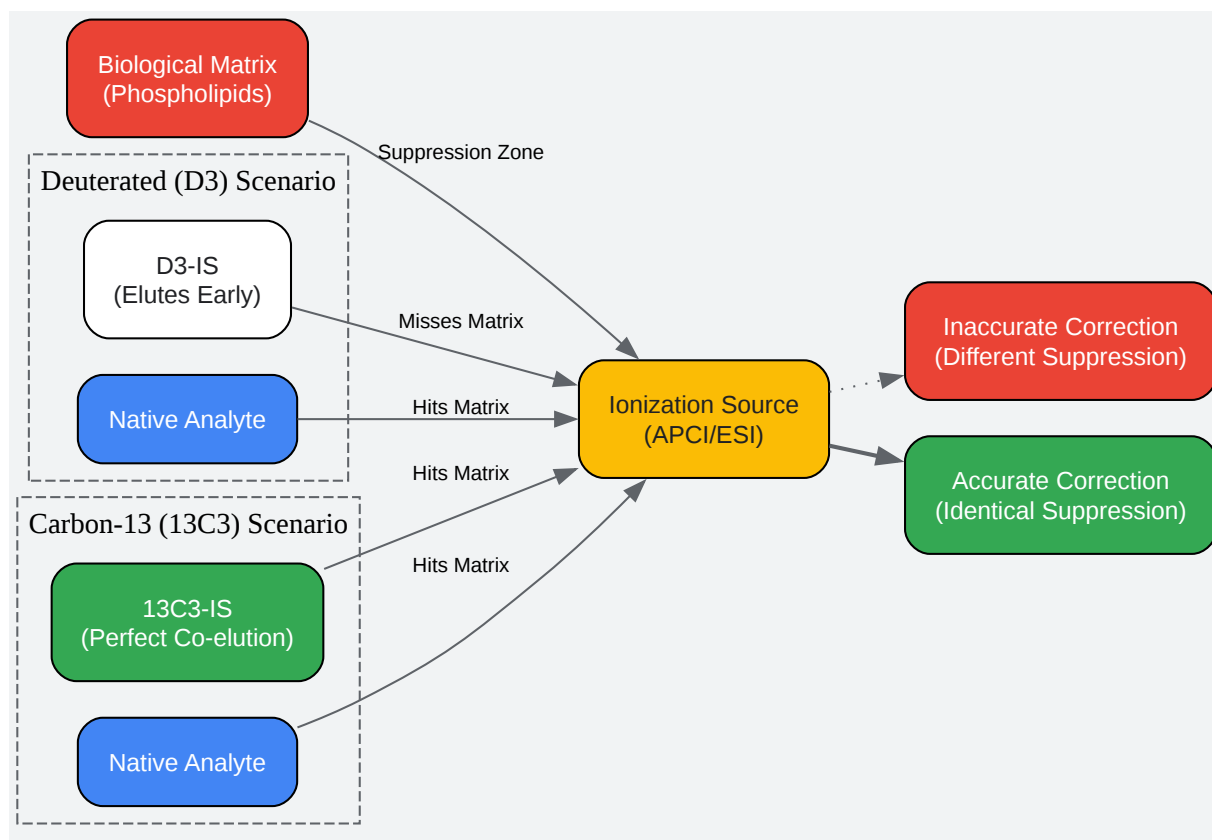 Biological Matrix
(Phospholipids)
Suppression Zone
Deuterated (D3) Scenario
D3-IS
(Elutes Early)
Misses Matrix
Native Analyte
Hits Matrix
Ionization Source
(APCI/ESI)
Inaccurate Correction
(Different Suppression)
Accurate Correction
(Identical Suppression)
Hits Matrix
Carbon-13 (13C3) Scenario
Hits Matrix
13C3-IS
(Perfect Co-elution)
Native Analyte